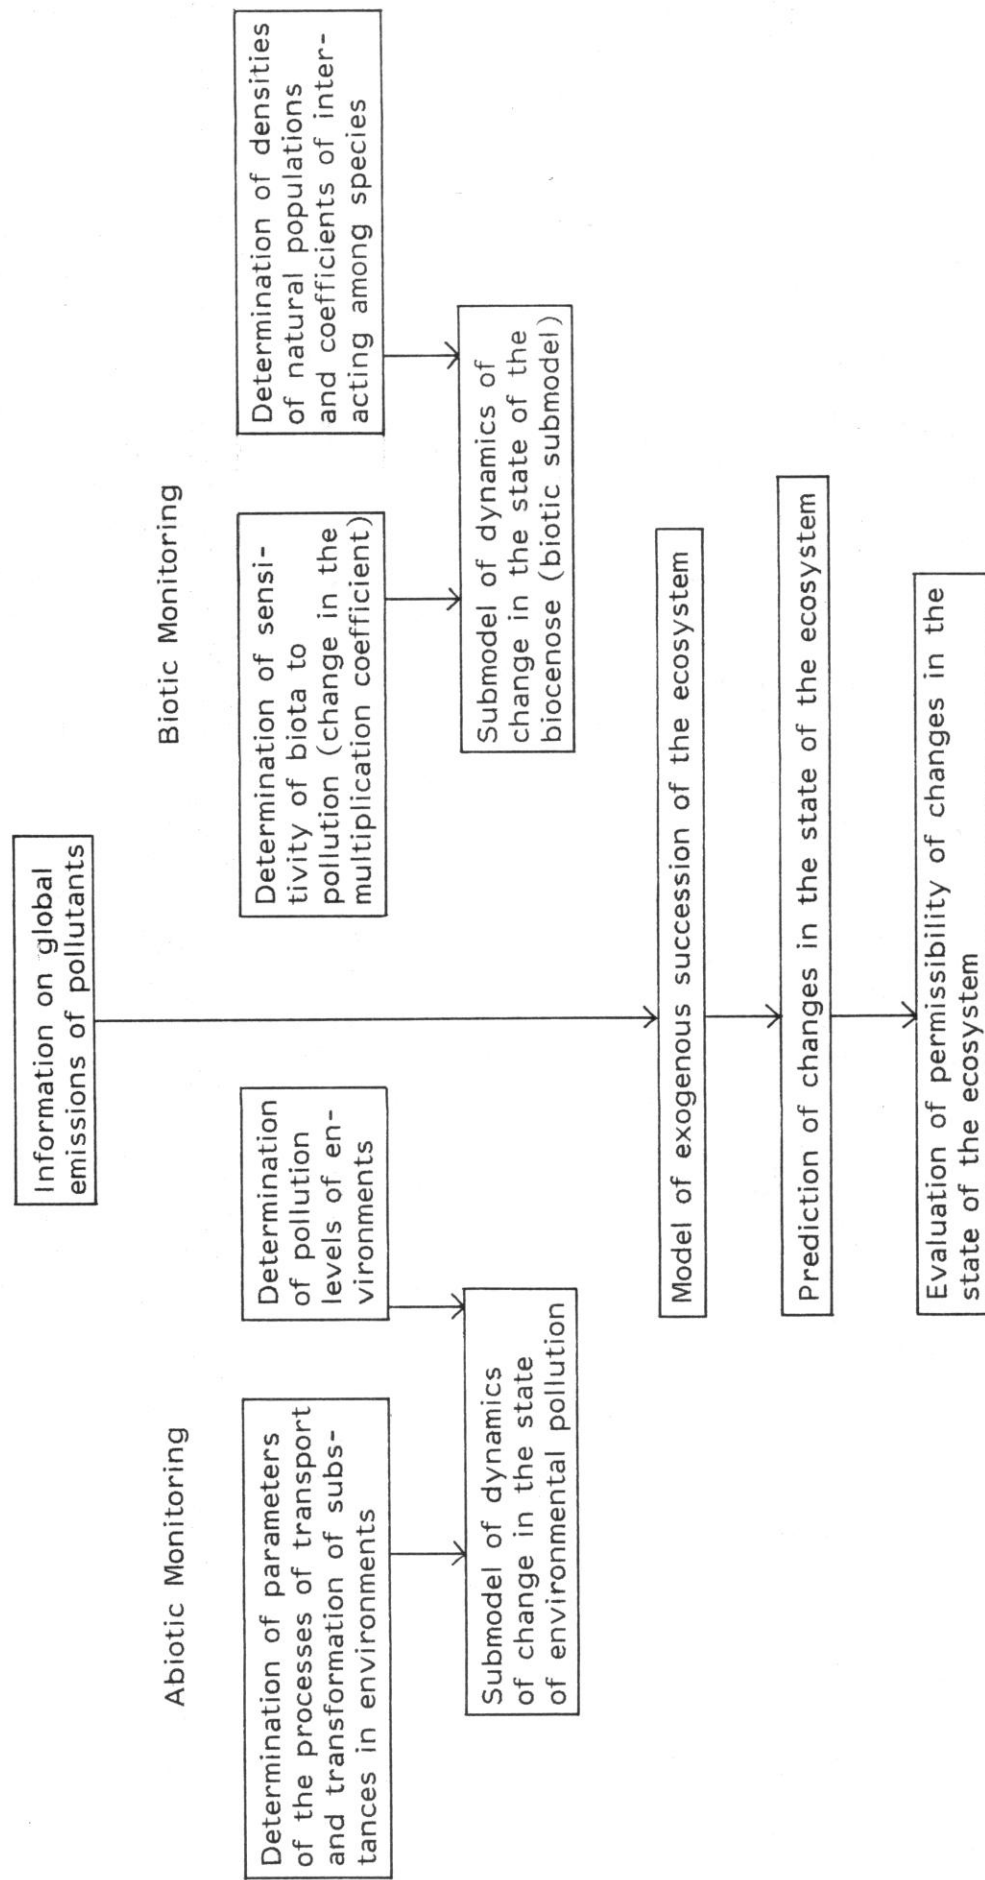 Information on global
emissions of pollutants
Abiotic Monitoring
Biotic Monitoring
Determination of parameters
of the processes of transport
and transformation of subs-
tances in environments
Determination
of pollution
levels of en-
vironments
Determination of sensi-
tivity of biota to
pollution (change in the
multiplication coefficient)
Determination of densities
of natural populations
and coefficients of inter-
acting among species
Submodel of dynamics
of change in the state
of environmental pollution
Submodel of dynamics of
change in the state of the
biocenose (biotic submodel)
Model of exogenous succession of the ecosystem
Prediction of changes in the state of the ecosystem
Evaluation of permissibility of changes in the
state of the ecosystem